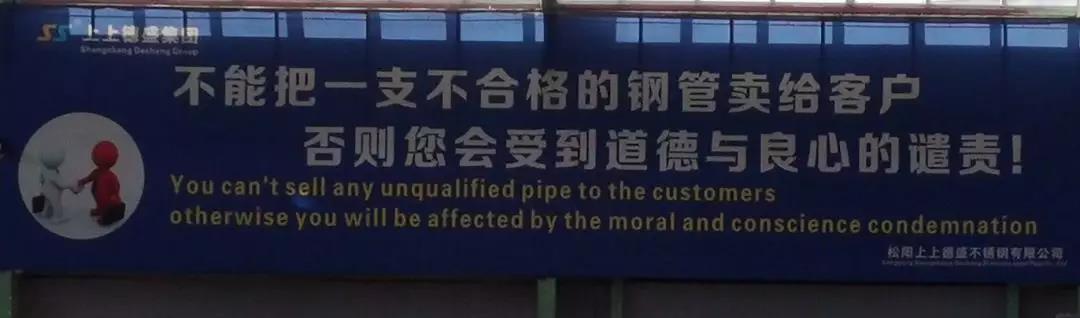 SS 上上德盛集团
Shangshang Desheng Group
不能把一支不合格的钢管卖给客户
否则您会受到道德与良心的谴责!
You can't sell any unqualified pipe to the customers
otherwise you will be affected by the moral and conscience condemnation
松阳上上德盛不锈钢有限公司